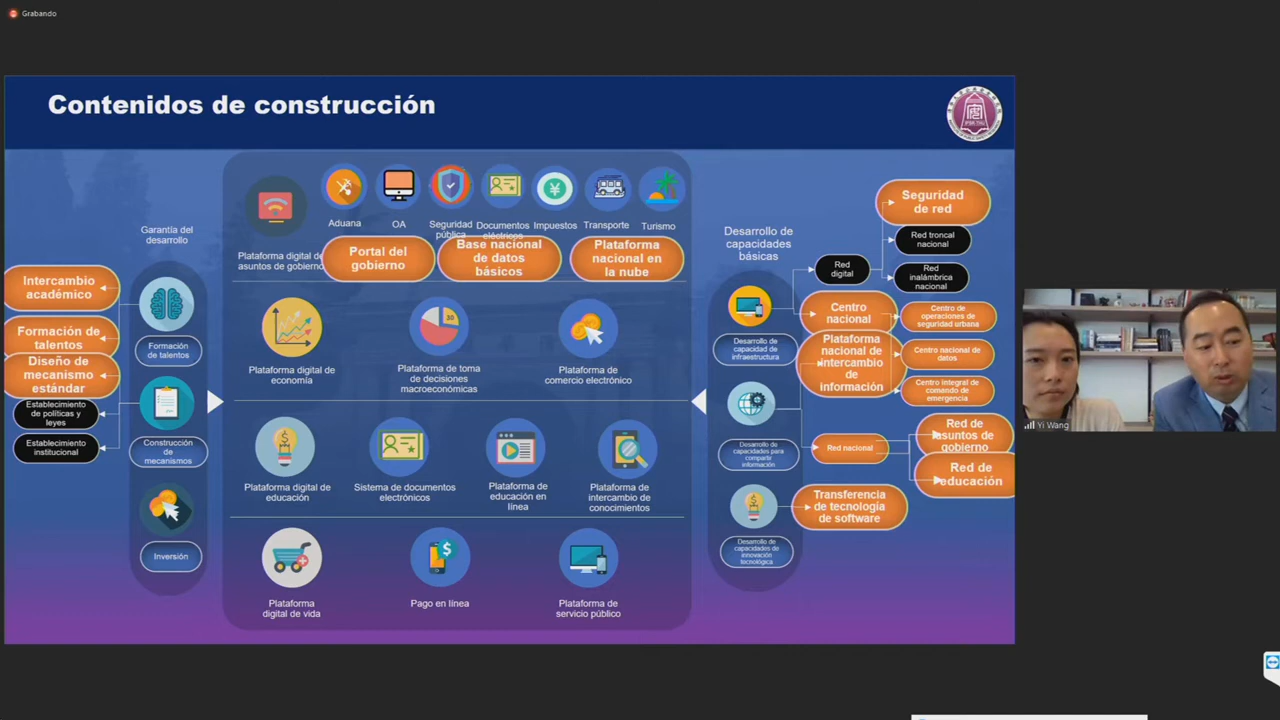 Grabando
Contenidos de construcción
Aduana
OA
Seguridad
pública
Documentos
eléctricos
Impuestos
Transporte
Turismo
Plataforma digital de
asuntos de gobierno
Portal del
gobierno
Base nacional
de datos
básicos
Plataforma
nacional en
la nube
Plataforma digital de
economía
Plataforma de toma
de decisiones
macroeconómicas
30
Plataforma de
comercio electrónico
Plataforma digital de
educación
Sistema de documentos
electrónicos
Plataforma de
educación en
línea
Plataforma de
intercambio de
conocimientos
Plataforma
digital de vida
Pago en línea
Plataforma de
servicio público
Garantía del
desarrollo
Intercambio
académico
Formación de
talentos
Diseño de
mecanismo
estándar
Establecimiento
de políticas y
leyes
Establecimiento
institucional
Formación
de talentos
Construcción
de
mecanismos
Inversión
Desarrollo de
capacidades
básicas
Desarrollo de
capacidad de
infraestructura
Desarrollo de
capacidades para
compartir
información
Desarrollo de
capacidades de
innovación
tecnológica
Red
digital
Seguridad
de red
Red troncal
nacional
Red
inalámbrica
nacional
Centro
nacional
Centro de
operaciones de
seguridad urbana
Plataforma
nacional de
intercambio
de
información
Centro nacional de
datos
Centro integral de
comando de
emergencia
Red nacional
Red de
asuntos de
gobierno
Red de
educación
Transferencia
de tecnología
de software
Yi Wang